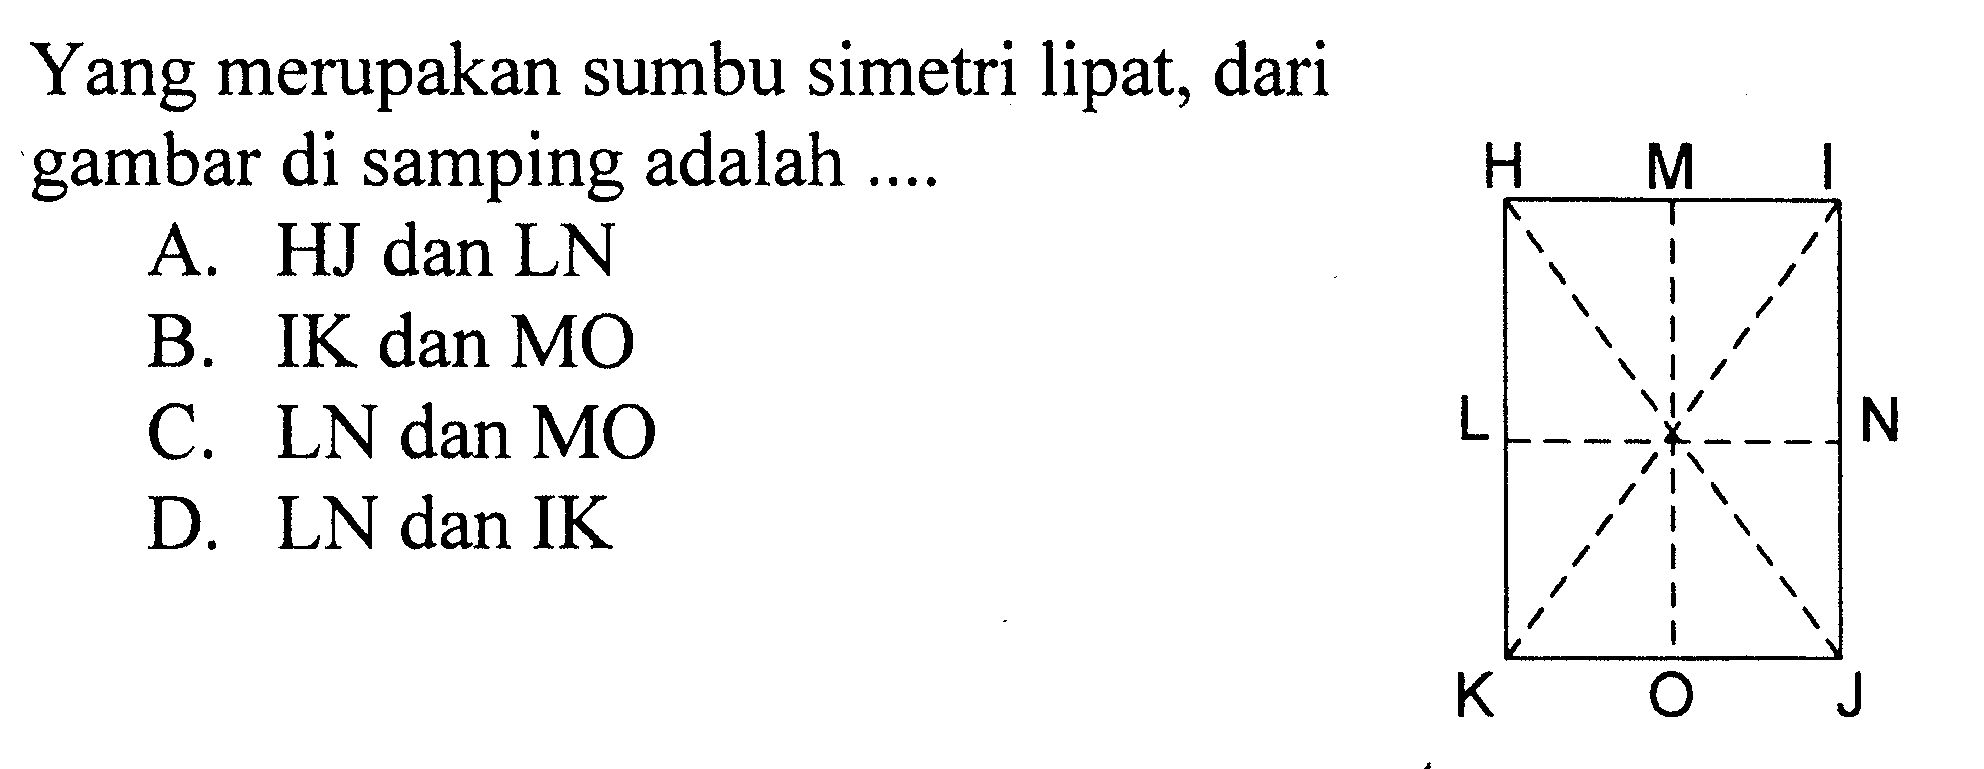 Yang merupakan sumbu simetri lipat, dari
gambar di samping adalah ....
A. HJ dan LN
B. IK dan MO
C. LN dan MO
D. LN dan IK
H M I
L N
K O J